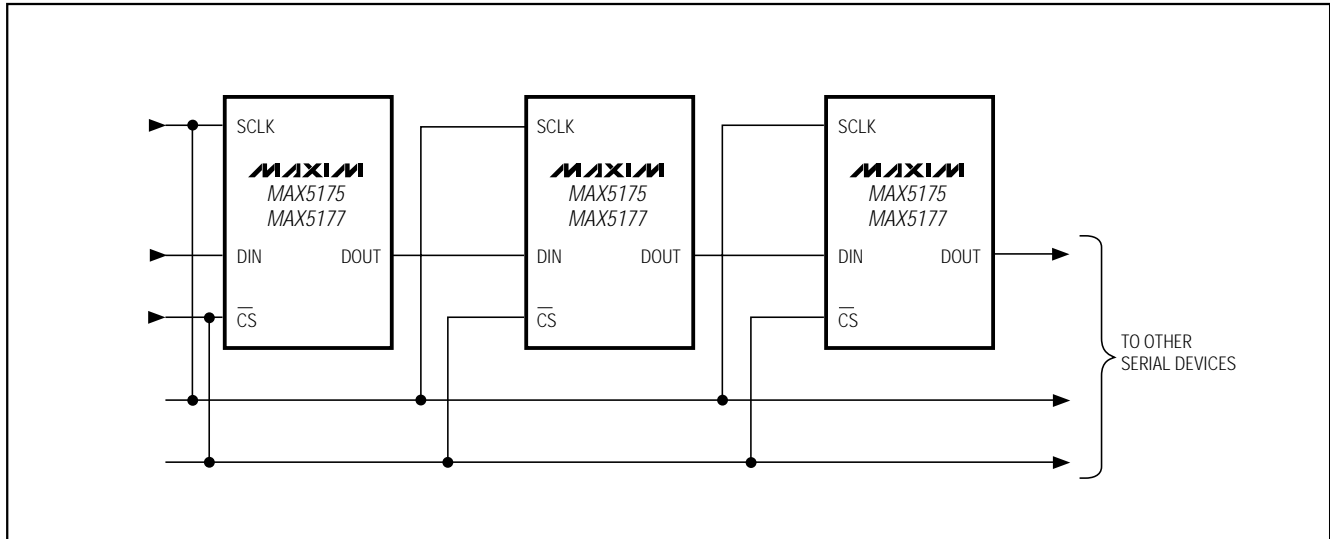 SCLK
MAXIM
MAX5175
MAX5177
DIN DOUT
CS
SCLK
MAXIM
MAX5175
MAX5177
DIN DOUT
CS
SCLK
MAXIM
MAX5175
MAX5177
DIN DOUT
CS
TO OTHER
SERIAL DEVICES